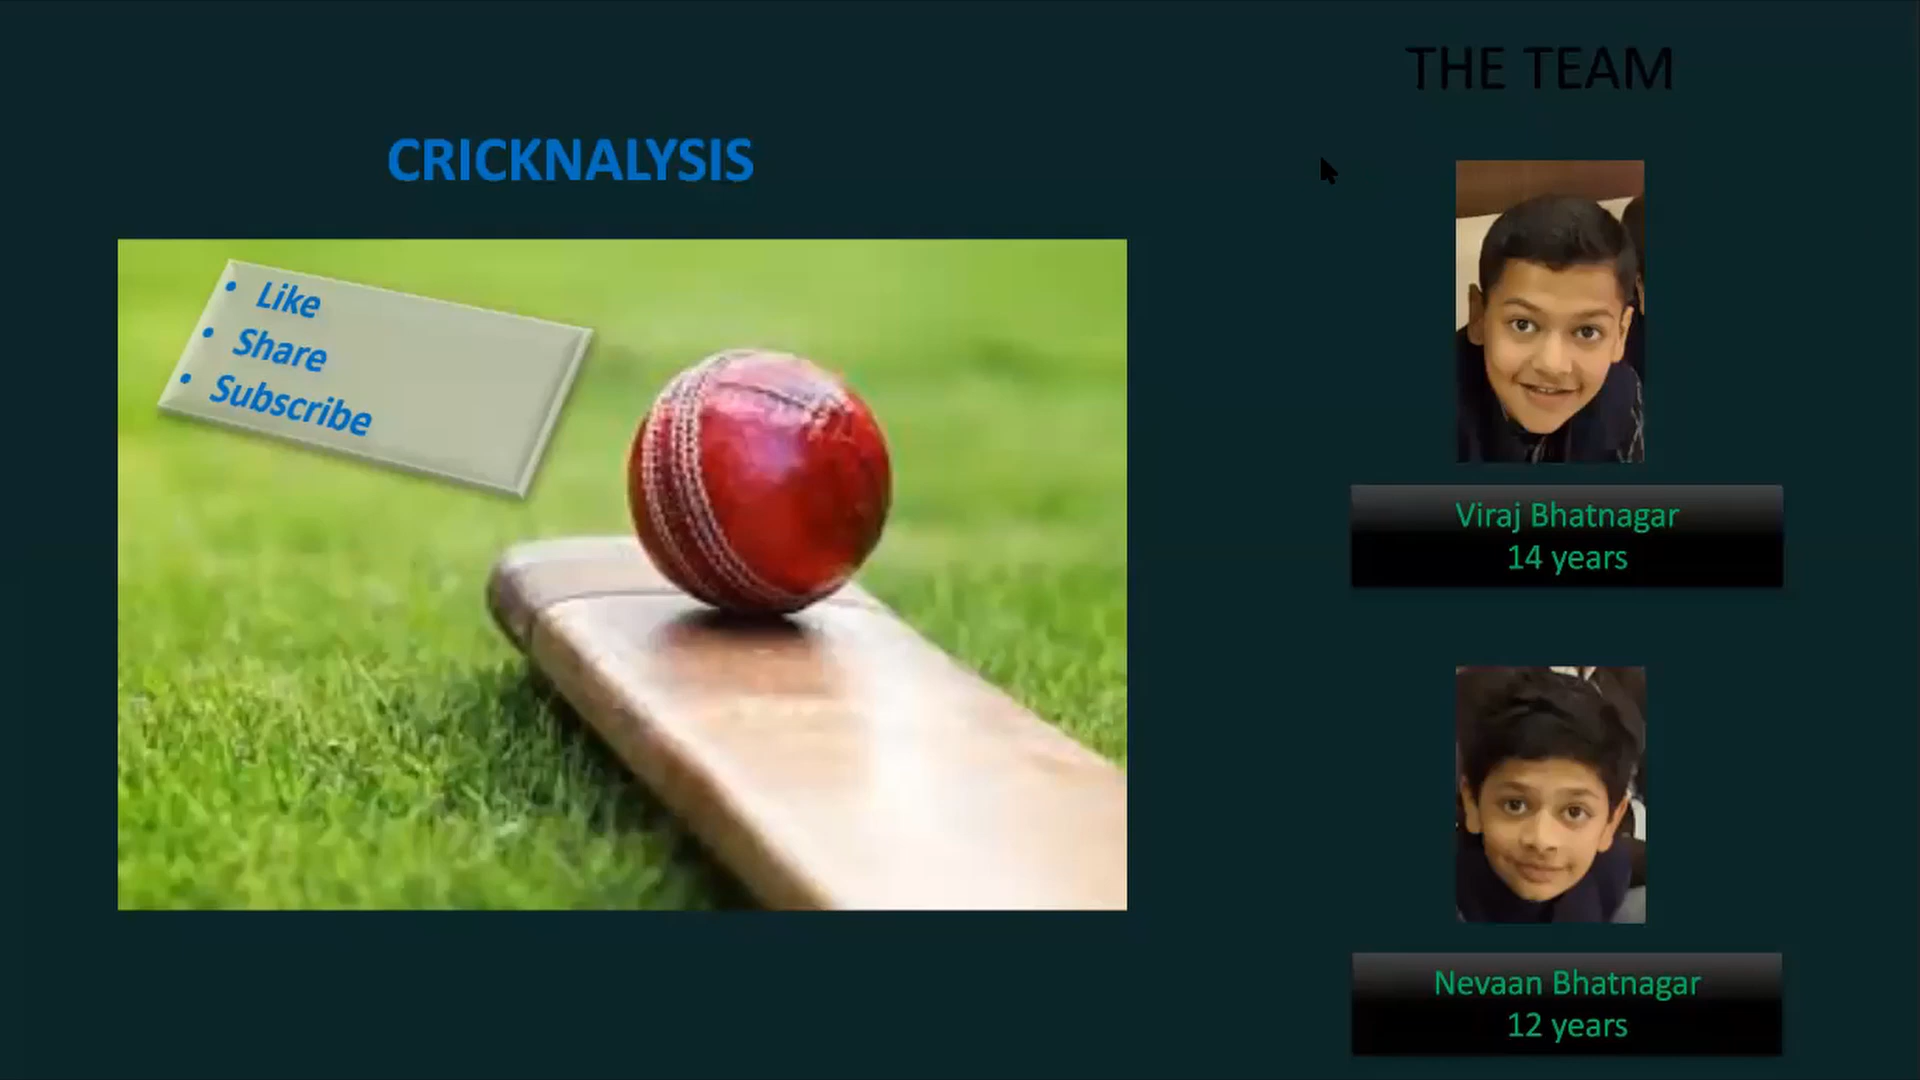 THE TEAM
CRICKNALYSIS
• Like
• Share
• Subscribe
Viraj Bhatnagar
14 years
Nevaan Bhatnagar
12 years